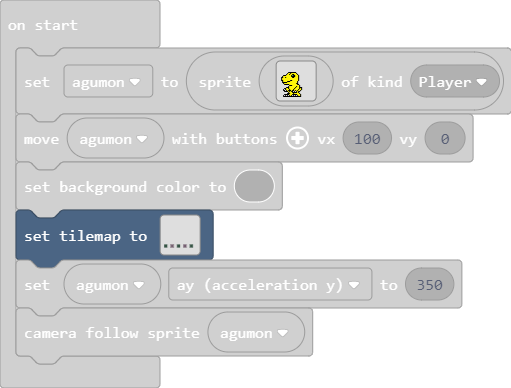 on start
set agumon to sprite of kind Player
move agumon with buttons + vx 100 vy 0
set background color to
set tilemap to
set agumon ay (acceleration y) to 350
camera follow sprite agumon